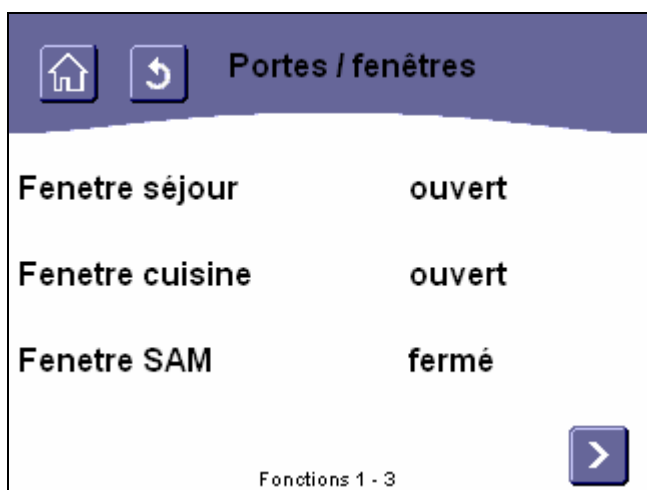 Portes / fenêtres
Fenetre séjour ouvert
Fenetre cuisine ouvert
Fenetre SAM fermé
Fonctions 1 - 3